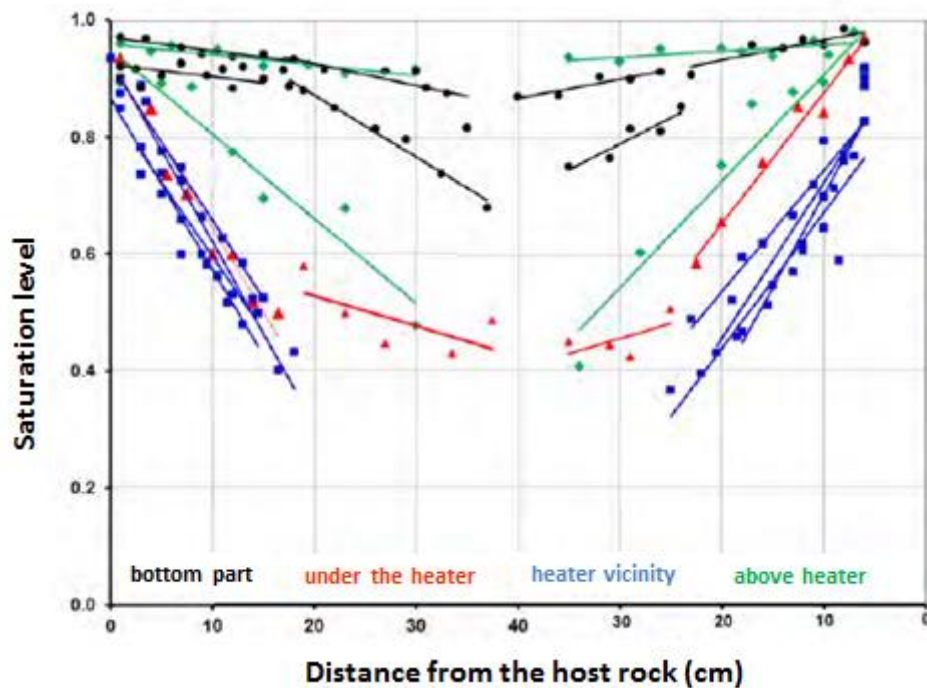 Saturation level
1.0
0.8
0.6
0.4
0.2
0.0
bottom part under the heater heater vicinity above heater
0 10 20 30 40 30 20 10 0
Distance from the host rock (cm)